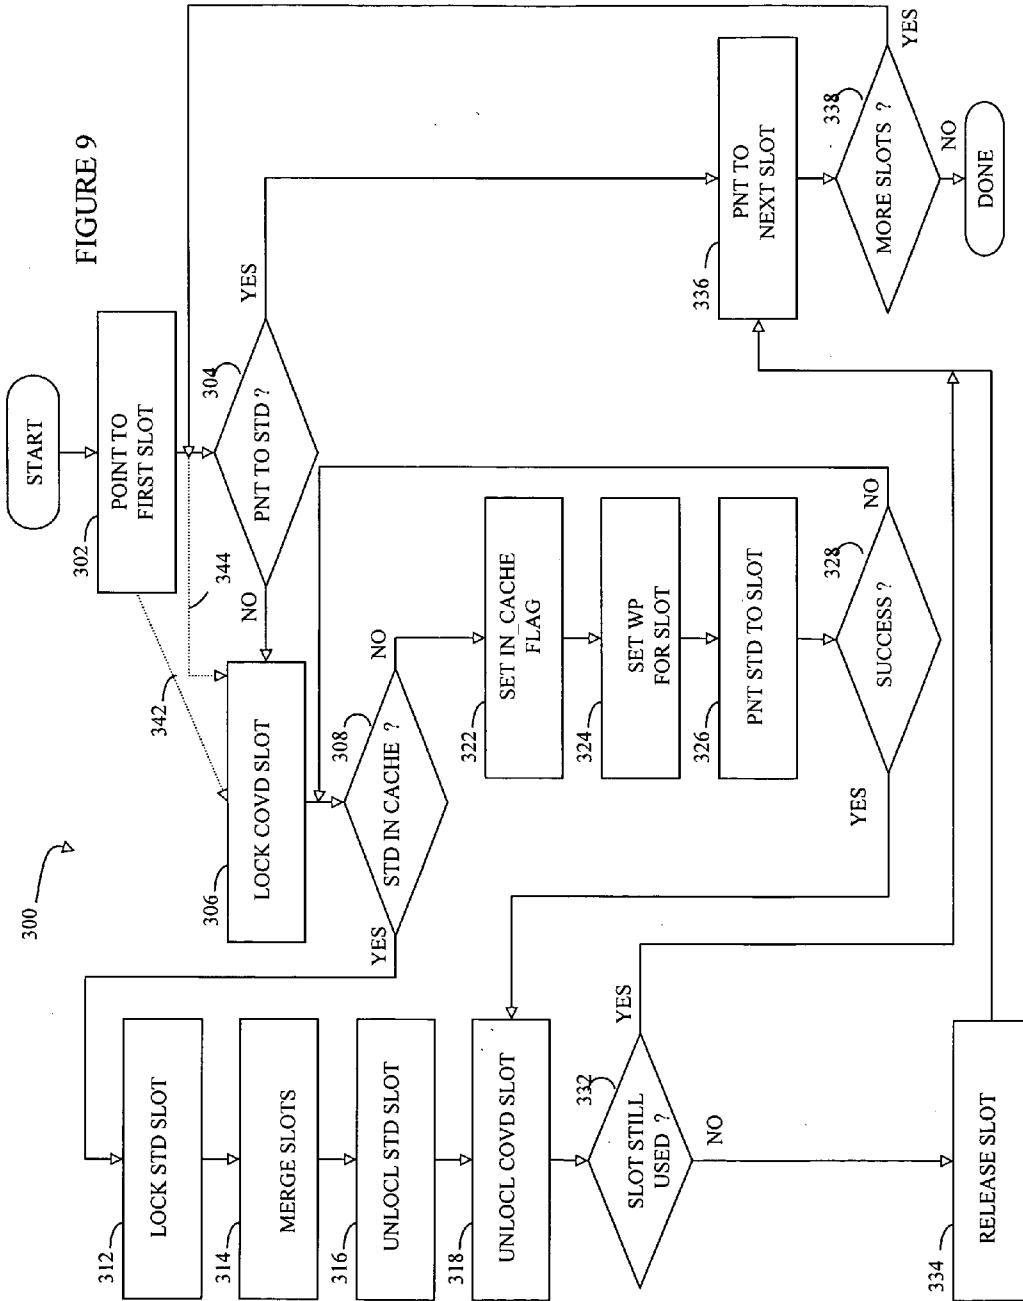 FIGURE 9
300
START
302
POINT TO
FIRST SLOT
304
PNT TO STD ?
YES
NO
342
344
306
LOCK COVD SLOT
308
STD IN CACHE ?
YES
NO
312
LOCK STD SLOT
314
MERGE SLOTS
316
UNLOCL STD SLOT
318
UNLOCL COVD SLOT
322
SET IN_CACHE
FLAG
324
SET WP
FOR SLOT
326
PNT STD TO SLOT
328
SUCCESS ?
YES
NO
332
SLOT STILL
USED ?
YES
NO
334
RELEASE SLOT
336
PNT TO
NEXT SLOT
338
MORE SLOTS ?
YES
NO
DONE